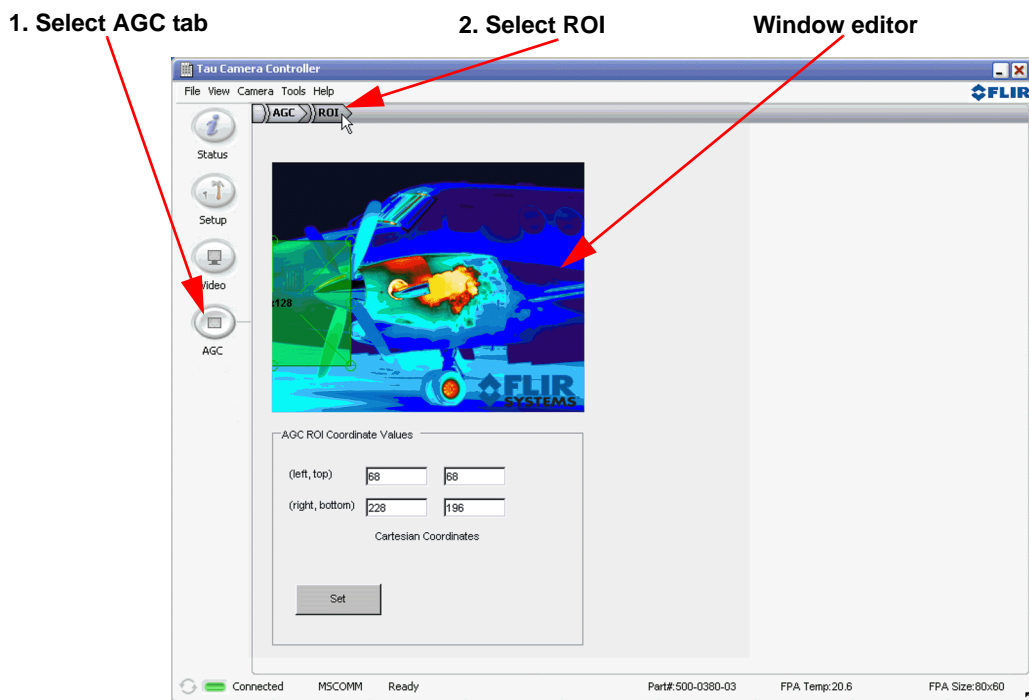 1. Select AGC tab
2. Select ROI
Window editor
Tau Camera Controller
File View Camera Tools Help
FLIR
AGC ROI
Status
Setup
Video
AGC
x128
FLIR
SYSTEMS
AGC ROI Coordinate Values
(left, top) 68 68
(right, bottom) 228 196
Cartesian Coordinates
Set
Connected MSCOMM Ready Part#:500-0380-03 FPA Temp:20.6 FPA Size:80x60